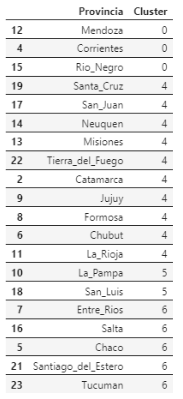 Provincia Cluster
12 Mendoza 0
4 Corrientes 0
15 Rio_Negro 0
19 Santa_Cruz 4
17 San_Juan 4
14 Neuquen 4
13 Misiones 4
22 Tierra_del_Fuego 4
2 Catamarca 4
9 Jujuy 4
8 Formosa 4
6 Chubut 4
11 La_Rioja 4
10 La_Pampa 5
18 San_Luis 5
7 Entre_Rios 6
16 Salta 6
5 Chaco 6
21 Santiago_del_Estero 6
23 Tucuman 6